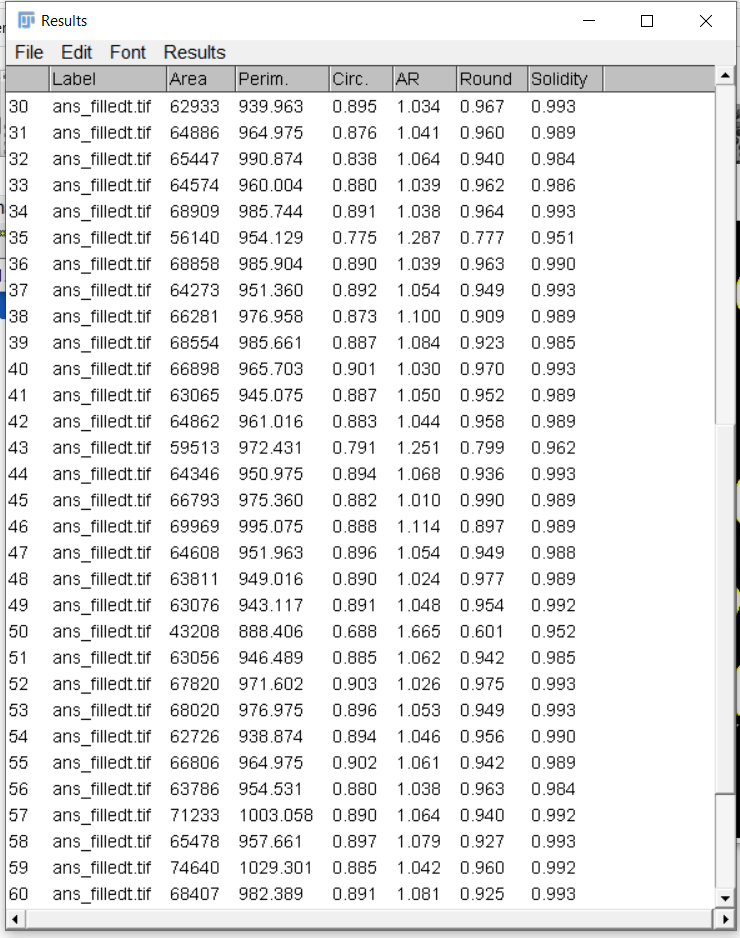 Results
File Edit Font Results
Label Area Perim. Circ. AR Round Solidity
30 ans_filledt.tif 62933 939.963 0.895 1.034 0.967 0.993
31 ans_filledt.tif 64886 964.975 0.876 1.041 0.960 0.989
32 ans_filledt.tif 65447 990.874 0.838 1.064 0.940 0.984
33 ans_filledt.tif 64574 960.004 0.880 1.039 0.962 0.986
34 ans_filledt.tif 68909 985.744 0.891 1.038 0.964 0.993
35 ans_filledt.tif 56140 954.129 0.775 1.287 0.777 0.951
36 ans_filledt.tif 68858 985.904 0.890 1.039 0.963 0.990
37 ans_filledt.tif 64273 951.360 0.892 1.054 0.949 0.993
38 ans_filledt.tif 66281 976.958 0.873 1.100 0.909 0.989
39 ans_filledt.tif 68554 985.661 0.887 1.084 0.923 0.985
40 ans_filledt.tif 66898 965.703 0.901 1.030 0.970 0.993
41 ans_filledt.tif 63065 945.075 0.887 1.050 0.952 0.989
42 ans_filledt.tif 64862 961.016 0.883 1.044 0.958 0.989
43 ans_filledt.tif 59513 972.431 0.791 1.251 0.799 0.962
44 ans_filledt.tif 64346 950.975 0.894 1.068 0.936 0.993
45 ans_filledt.tif 66793 975.360 0.882 1.010 0.990 0.989
46 ans_filledt.tif 69969 995.075 0.888 1.114 0.897 0.989
47 ans_filledt.tif 64608 951.963 0.896 1.054 0.949 0.988
48 ans_filledt.tif 63811 949.016 0.890 1.024 0.977 0.989
49 ans_filledt.tif 63076 943.117 0.891 1.048 0.954 0.992
50 ans_filledt.tif 43208 888.406 0.688 1.665 0.601 0.952
51 ans_filledt.tif 63056 946.489 0.885 1.062 0.942 0.985
52 ans_filledt.tif 67820 971.602 0.903 1.026 0.975 0.993
53 ans_filledt.tif 68020 976.975 0.896 1.053 0.949 0.993
54 ans_filledt.tif 62726 938.874 0.894 1.046 0.956 0.990
55 ans_filledt.tif 66806 964.975 0.902 1.061 0.942 0.989
56 ans_filledt.tif 63786 954.531 0.880 1.038 0.963 0.984
57 ans_filledt.tif 71233 1003.058 0.890 1.064 0.940 0.992
58 ans_filledt.tif 65478 957.661 0.897 1.079 0.927 0.993
59 ans_filledt.tif 74640 1029.301 0.885 1.042 0.960 0.992
60 ans_filledt.tif 68407 982.389 0.891 1.081 0.925 0.993